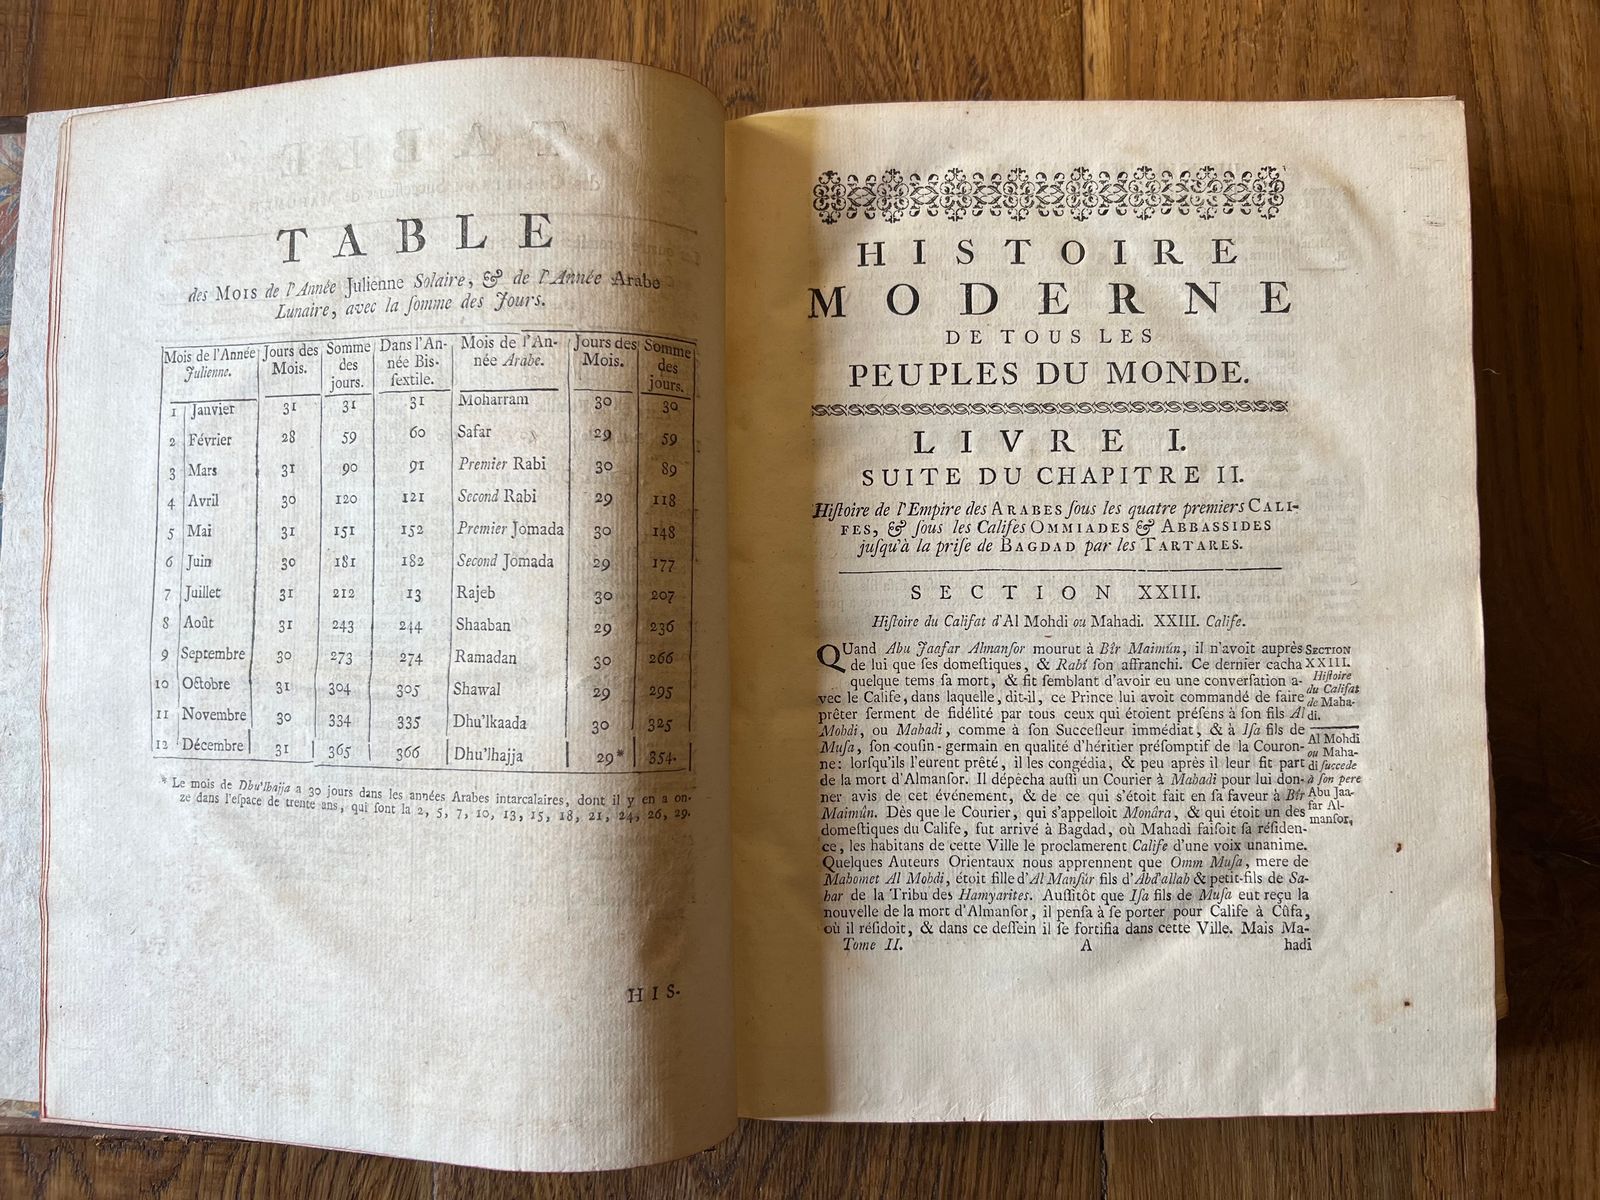 TABLE
des MOIS de l'Année Julienne Solaire, & de l'Année Arabe
Lunaire, avec la ſomme des Jours.
Mois de l'Année Julienne. | Jours des Mois. | Somme des jours. | Dans l'Année Biſſextile. | Mois de l'Année Arabe. | Jours des Mois. | Somme des jours.
1 Janvier 31 31 31 Moharram 30 30
2 Février 28 59 60 Safar 29 59
3 Mars 31 90 91 Premier Rabi 30 89
4 Avril 30 120 121 Second Rabi 29 118
5 Mai 31 151 152 Premier Jomada 30 148
6 Juin 30 181 182 Second Jomada 29 177
7 Juillet 31 212 13 Rajeb 30 207
8 Août 31 243 244 Shaaban 29 236
9 Septembre 30 273 274 Ramadan 30 266
10 Octobre 31 304 305 Shawal 29 295
11 Novembre 30 334 335 Dhu'lkaada 30 325
12 Décembre 31 365 366 Dhu'lhajja 29* 354.
* Le mois de Dhu'lhajja a 30 jours dans les années Arabes intercalaires, dont il y en a on-
ze dans l'eſpace de trente ans, qui ſont la 2, 5, 7, 10, 13, 15, 18, 21, 24, 26, 29.
HIS-
HISTOIRE
MODERNE
DE TOUS LES
PEUPLES DU MONDE.
LIVRE I.
SUITE DU CHAPITRE II.
Hiſtoire de l'Empire des ARABES ſous les quatre premiers CALI-
FES, & ſous les Califes OMMIADES & ABBASSIDES
juſqu'à la priſe de BAGDAD par les TARTARES.
SECTION XXIII.
Hiſtoire du Califat d'Al Mohdi ou Mahadi. XXIII. Calife.
QUand Abu Jaafar Almanſor mourut à Bîr Maimûn, il n'avoit auprès
de lui que ſes domeſtiques, & Rabî ſon affranchi. Ce dernier cacha
quelque tems ſa mort, & fit ſemblant d'avoir eu une converſation a-
vec le Calife, dans laquelle, dit-il, ce Prince lui avoit commandé de faire
prêter ſerment de fidélité par tous ceux qui étoient préſens à ſon fils Al
Mohdi, ou Mahadi, comme à ſon Succeſſeur immédiat, & à Iſa fils de
Muſa, ſon couſin-germain en qualité d'héritier préſomptif de la Couron-
ne: lorſqu'ils l'eurent prêté, il les congédia, & peu après il leur fit part
de la mort d'Almanſor. Il dépêcha auſſi un Courier à Mahadi pour lui don-
ner avis de cet événement, & de ce qui s'étoit fait en ſa faveur à Bîr
Maimûn. Dès que le Courier, qui s'appelloit Monâra, & qui étoit un des
domeſtiques du Calife, fut arrivé à Bagdad, où Mahadi faiſoit ſa réſiden-
ce, les habitans de cette Ville le proclamerent Calife d'une voix unanime.
Quelques Auteurs Orientaux nous apprennent que Omm Muſa, mere de
Mahomet Al Mohdi, étoit fille d'Al Manſûr fils d'Abd'allah & petit-fils de Sa-
har de la Tribu des Hamyarites. Auſſitôt que Iſa fils de Muſa eut reçu la
nouvelle de la mort d'Almanſor, il penſa à ſe porter pour Calife à Cûfa,
où il réſidoit, & dans ce deſſein il ſe fortifia dans cette Ville. Mais Ma-
Tome II. A hadi
SECTION
XXIII.
Hiſtoire
du Califat
de Maha-
di.
Al Mohdi
ou Maha-
di ſuccede
à ſon pere
Abu Jaa-
far Al-
manſor,